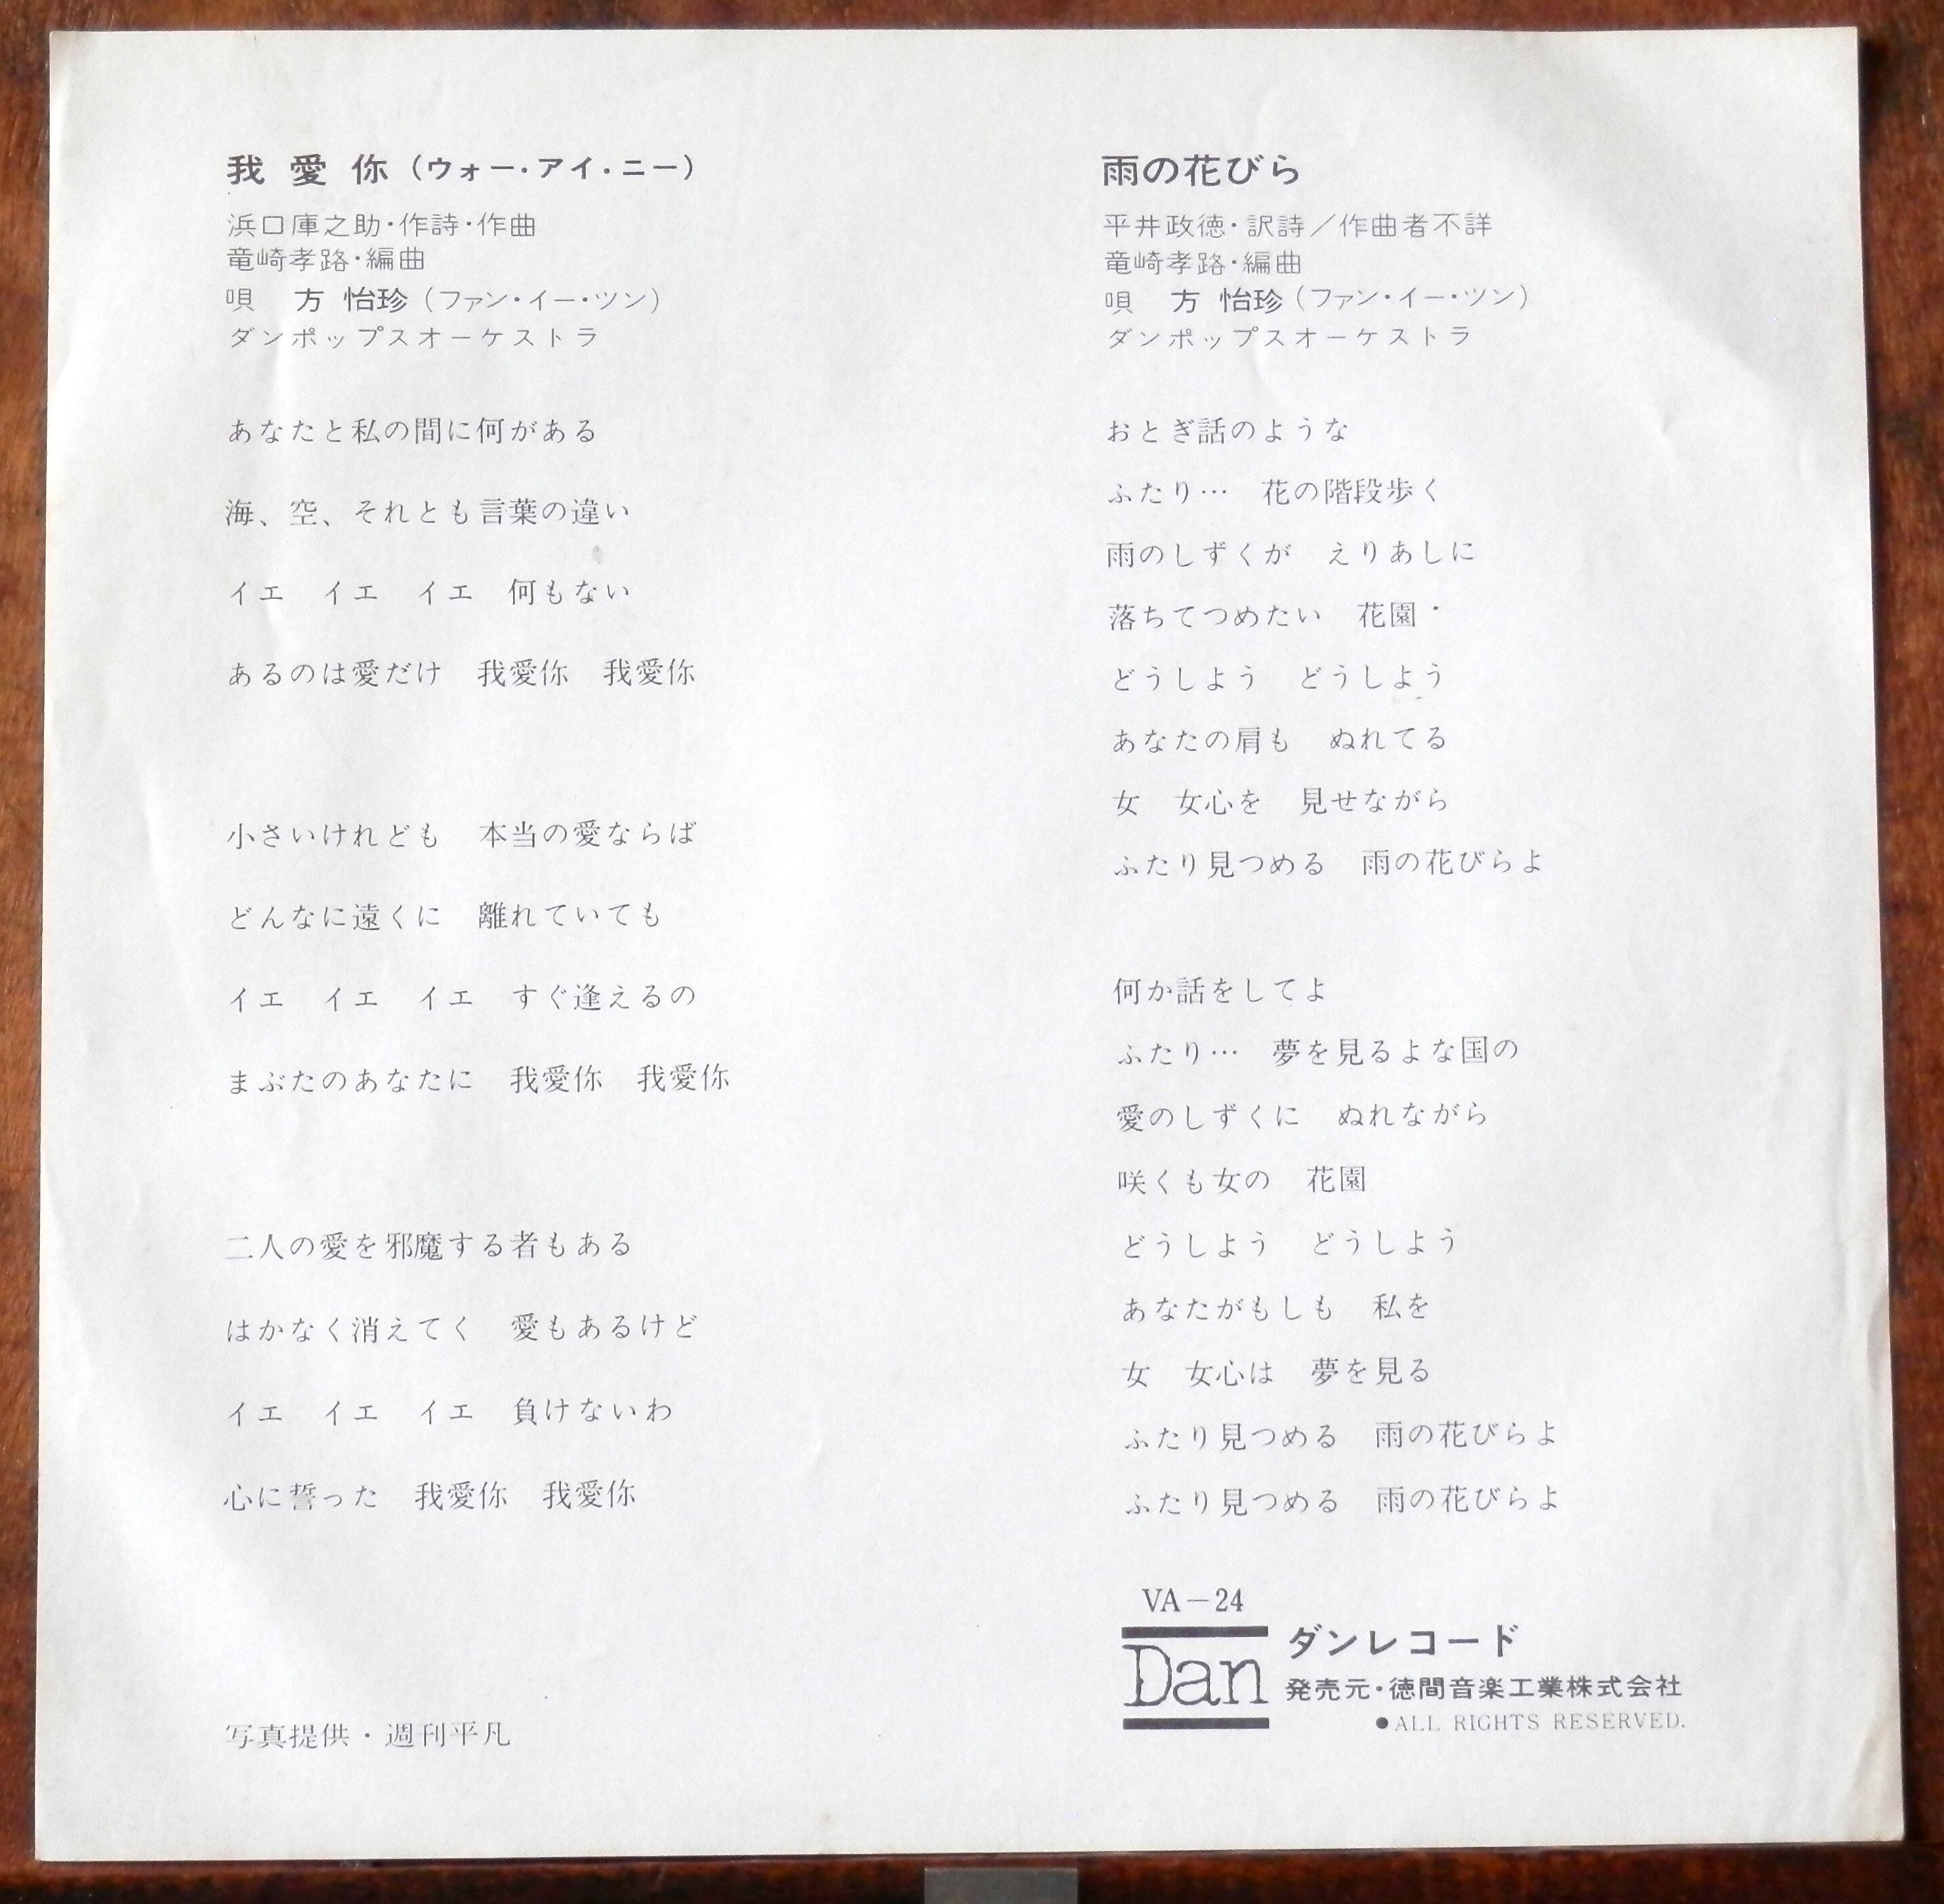 我愛你（ウォー・アイ・ニー）
浜口庫之助・作詩・作曲
竜崎孝路・編曲
唄　方 怡珍（ファン・イー・ツン）
ダンポップスオーケストラ
あなたと私の間に何がある
海、空、それとも言葉の違い
イエ　イエ　イエ　何もない
あるのは愛だけ　我愛你　我愛你
小さいけれども　本当の愛ならば
どんなに遠くに　離れていても
イエ　イエ　イエ　すぐ逢えるの
まぶたのあなたに　我愛你　我愛你
二人の愛を邪魔する者もある
はかなく消えてく　愛もあるけど
イエ　イエ　イエ　負けないわ
心に誓った　我愛你　我愛你
写真提供・週刊平凡
雨の花びら
平井政徳・訳詩／作曲者不詳
竜崎孝路・編曲
唄　方 怡珍（ファン・イー・ツン）
ダンポップスオーケストラ
おとぎ話のような
ふたり…　花の階段歩く
雨のしずくが　えりあしに
落ちてつめたい　花園
どうしよう　どうしよう
あなたの肩も　ぬれてる
女　女心を　見せながら
ふたり見つめる　雨の花びらよ
何か話をしてよ
ふたり…　夢を見るよな国の
愛のしずくに　ぬれながら
咲くも女の　花園
どうしよう　どうしよう
あなたがもしも　私を
女　女心は　夢を見る
ふたり見つめる　雨の花びらよ
ふたり見つめる　雨の花びらよ
VA－24
Dan
ダンレコード
発売元・徳間音楽工業株式会社
●ALL RIGHTS RESERVED.